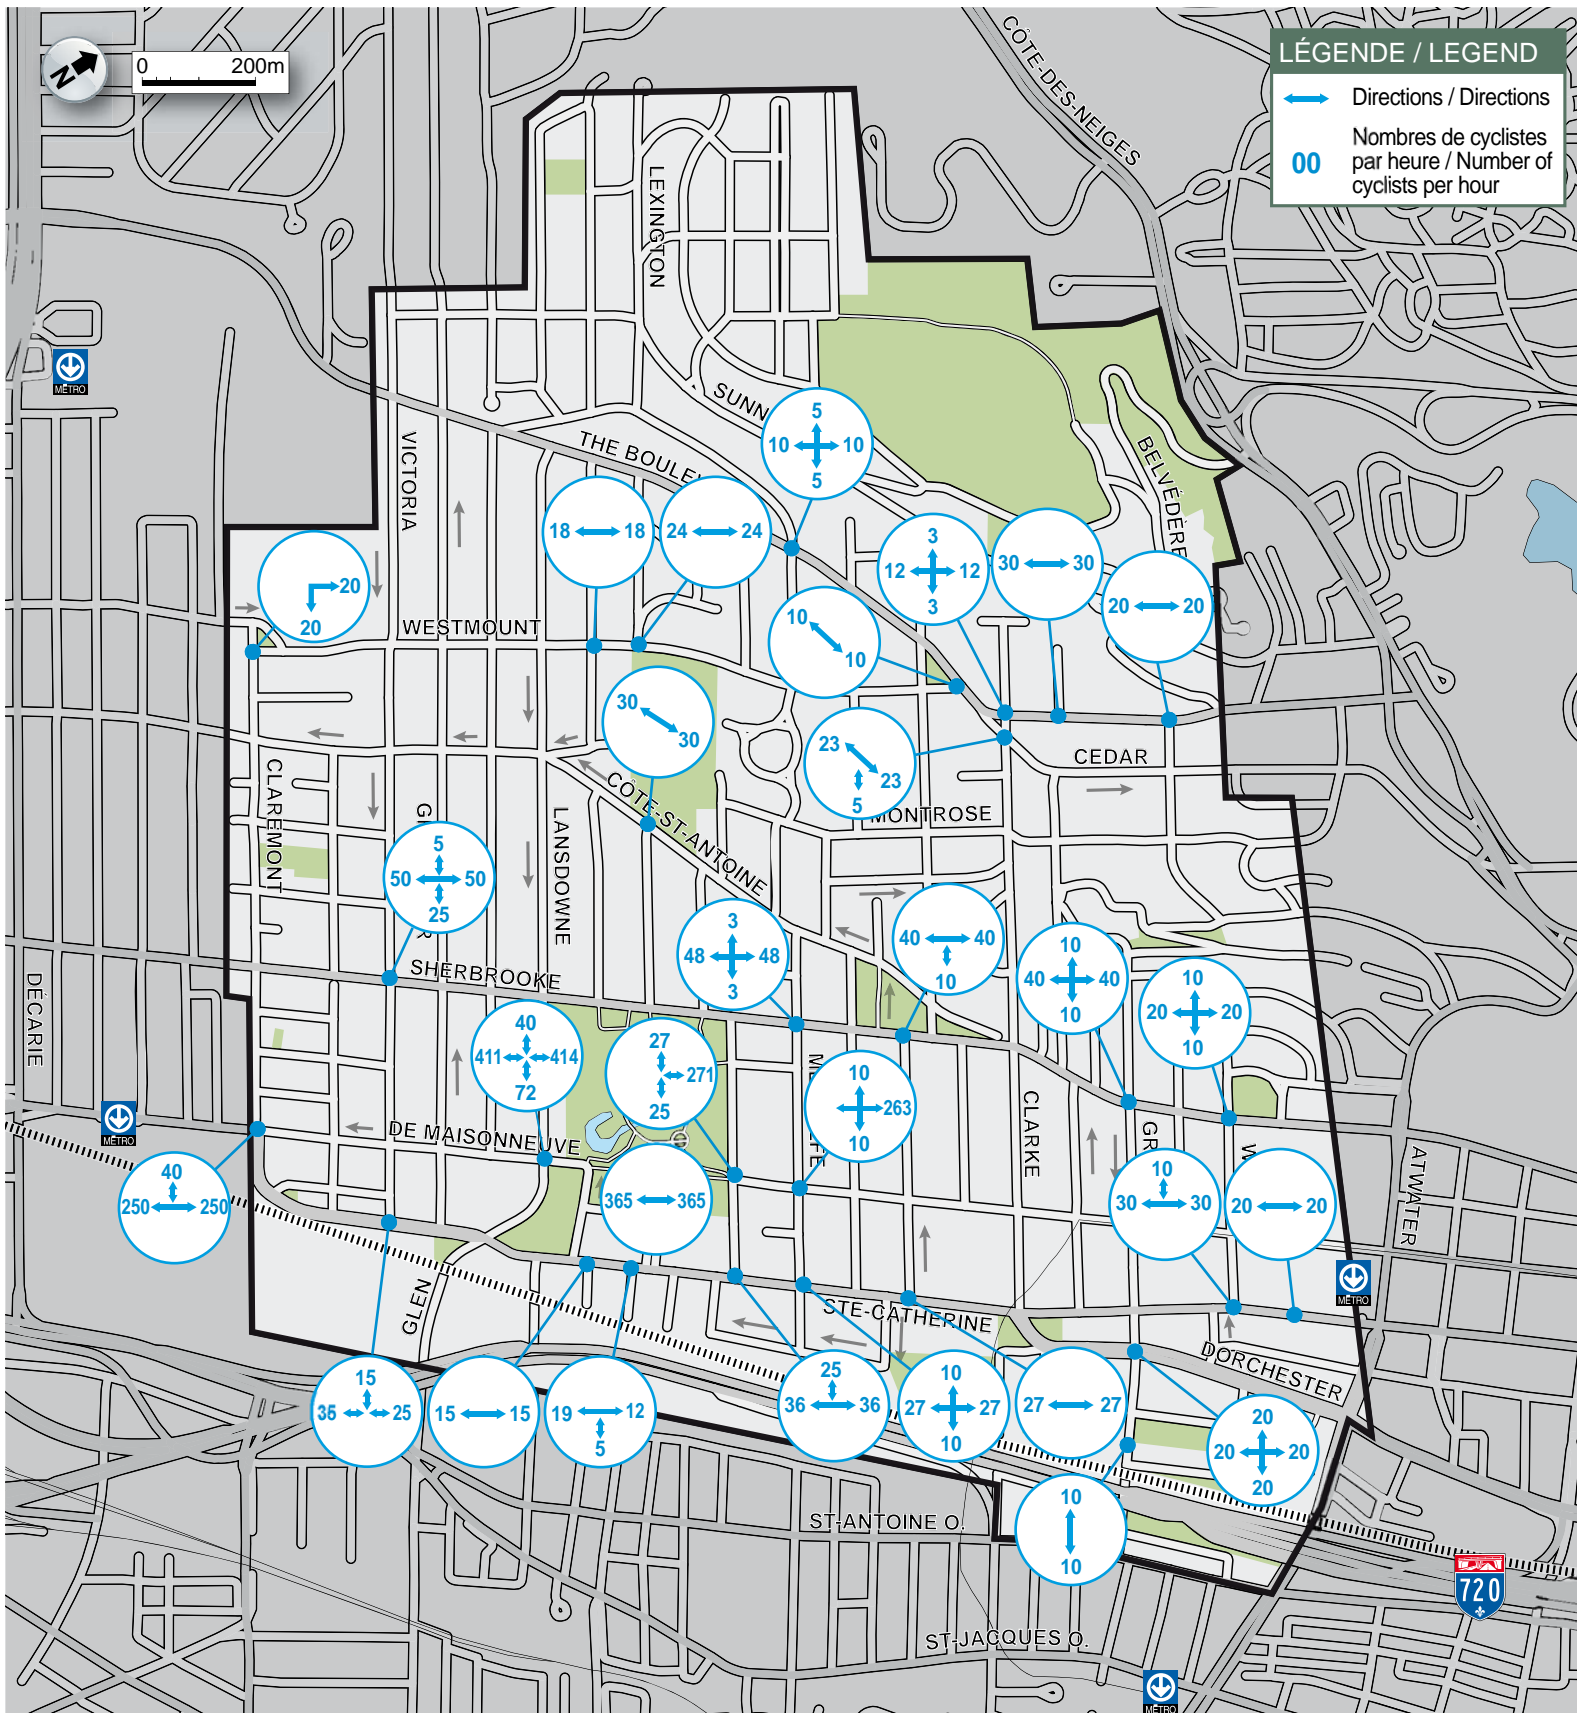 LÉGENDE / LEGEND
Directions / Directions
00
Nombres de cyclistes
par heure / Number of
cyclists per hour
N
0 200m
CÔTE-DES-NEIGES
LEXINGTON
MÉTRO
SUNN
5
10 10
5
THE BOULE
BELVÉDÈRE
VICTORIA
18 18
24 24
3
12 12
3
30 30
20
20
20 20
WESTMOUNT
10
10
30
30
23
23
5
CEDAR
CLAREMONT
LANSDOWNE
CÔTE-ST-ANTOINE
MONTROSE
5
50 50
25
3
48 48
3
40 40
10
10
40 40
10
10
20 20
10
SHERBROOKE
DÉCARIE
40
411 414
72
27
271
25
10
263
10
CLARKE
GR
W
ATWATER
MÉTRO
DE MAISONNEUVE
40
250 250
365 365
10
30 30
20 20
MÉTRO
GLEN
STE-CATHERINE
DORCHESTER
15
35 25
15 15
19 12
5
25
36 36
10
27 27
10
27 27
20
20 20
20
10
10
ST-ANTOINE O.
720
ST-JACQUES O.
MÉTRO